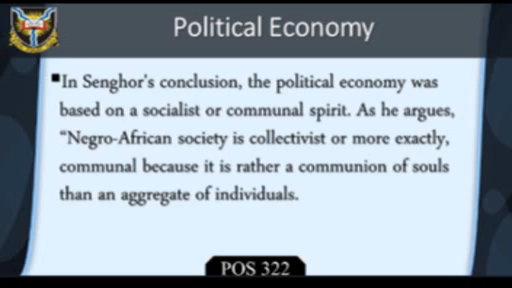 Political Economy
▪In Senghor's conclusion, the political economy was
based on a socialist or communal spirit. As he argues,
“Negro-African society is collectivist or more exactly,
communal because it is rather a communion of souls
than an aggregate of individuals.
POS 322